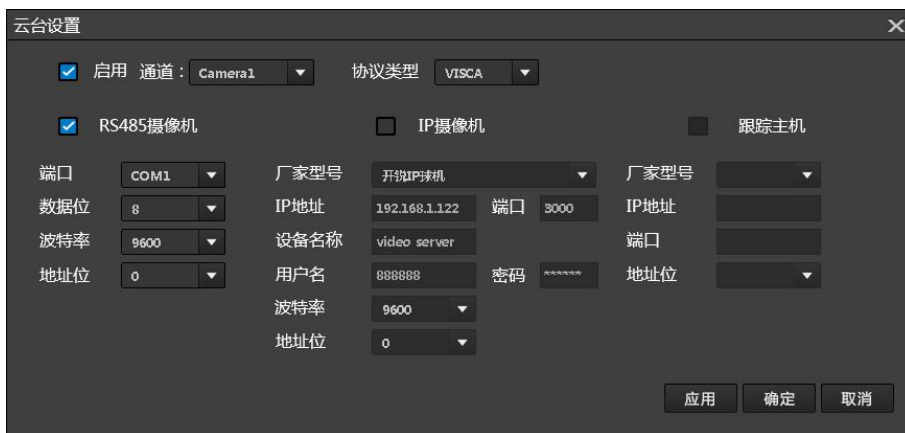 云台设置
启用 通道： Camera1 协议类型 VISCA
RS485摄像机 IP摄像机 跟踪主机
端口 COM1 厂家型号 开锐IP球机 厂家型号
数据位 8 IP地址 192.168.1.122 端口 3000 IP地址
波特率 9600 设备名称 video server 端口
地址位 0 用户名 888888 密码 ****** 地址位
波特率 9600
地址位 0
应用 确定 取消